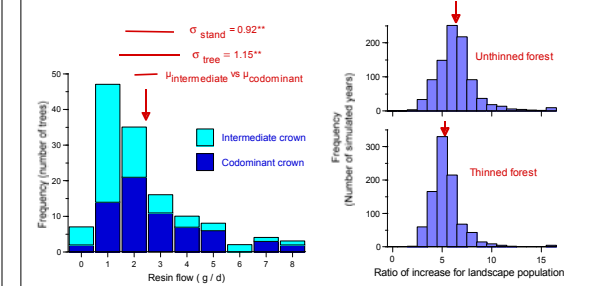 σ stand = 0.92**
σ tree = 1.15**
μintermediate vs μcodominant
Frequency (number of trees)
50
40
30
20
10
0
Intermediate crown
Codominant crown
0 1 2 3 4 5 6 7 8
Resin flow ( g / d)
Frequency
(Number of simulated years)
200
100
0
Unthinned forest
300
200
100
0
Thinned forest
0 5 10 15
Ratio of increase for landscape population